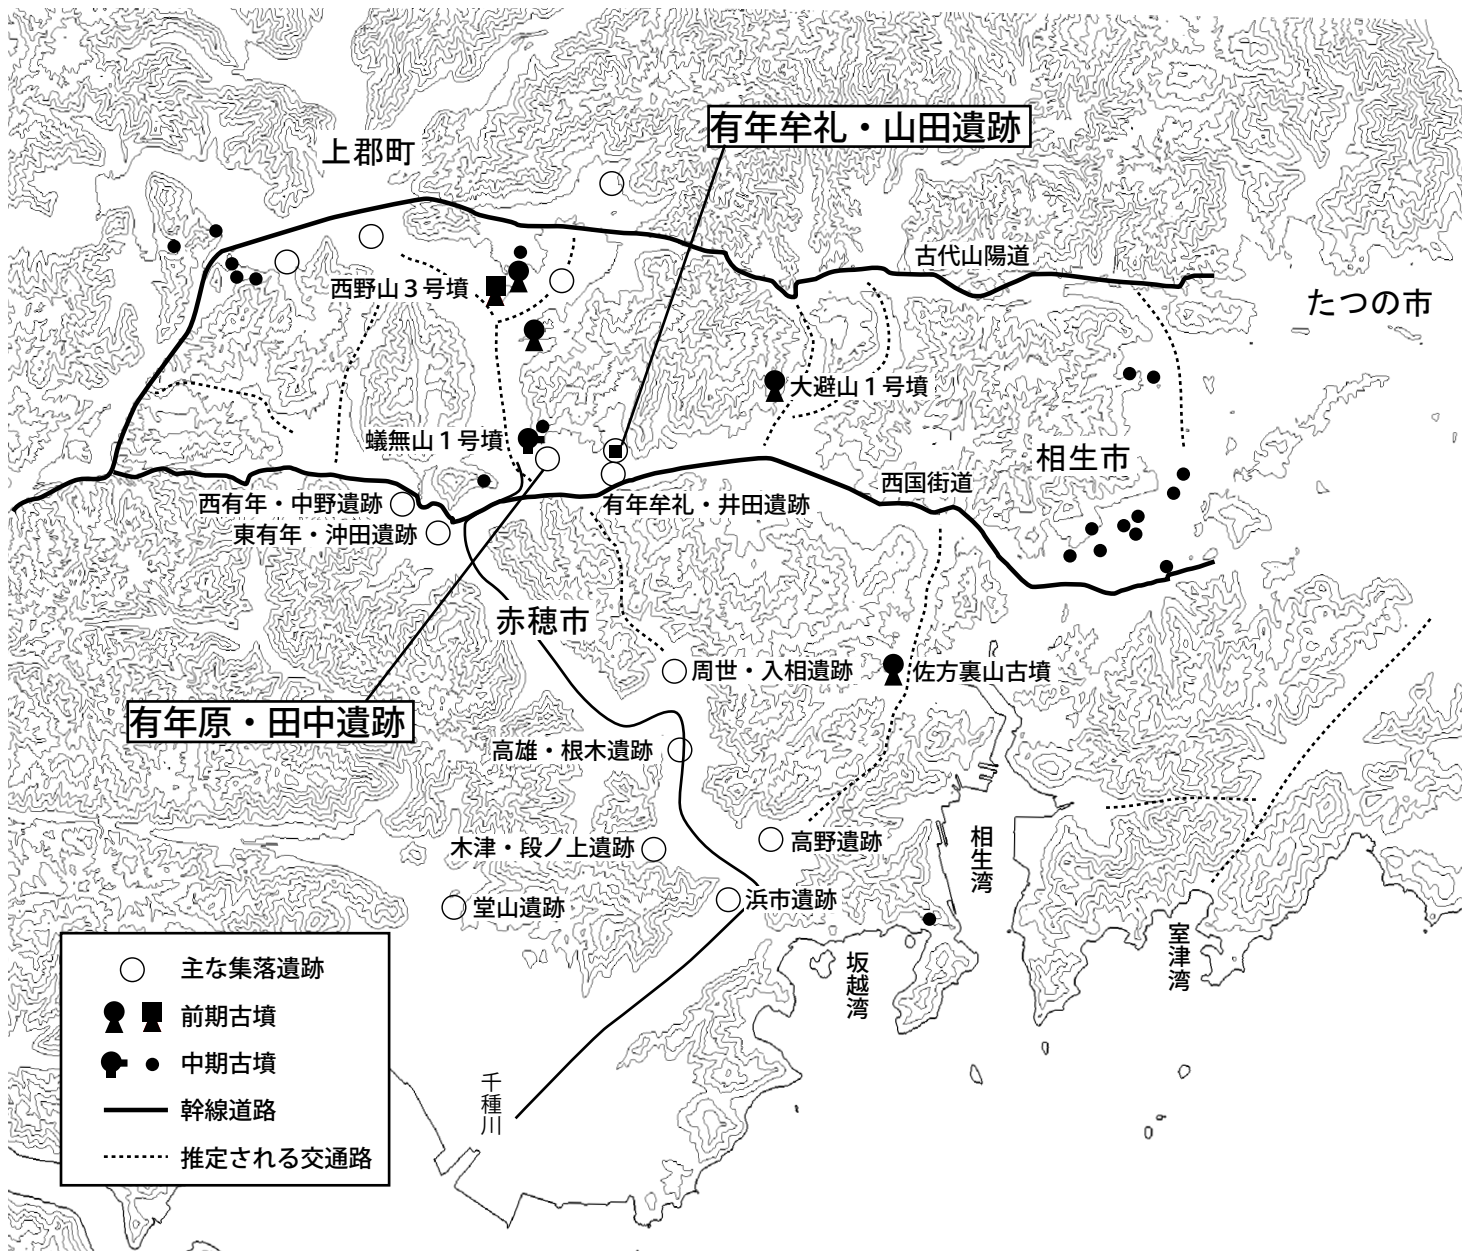 有年牟礼・山田遺跡
上郡町
古代山陽道
西野山３号墳
たつの市
大避山１号墳
蟻無山１号墳
相生市
西国街道
西有年・中野遺跡
有年牟礼・井田遺跡
東有年・沖田遺跡
赤穂市
周世・入相遺跡
佐方裏山古墳
有年原・田中遺跡
高雄・根木遺跡
木津・段ノ上遺跡
高野遺跡
相生湾
堂山遺跡
浜市遺跡
室津湾
坂越湾
千種川
主な集落遺跡
前期古墳
中期古墳
幹線道路
推定される交通路